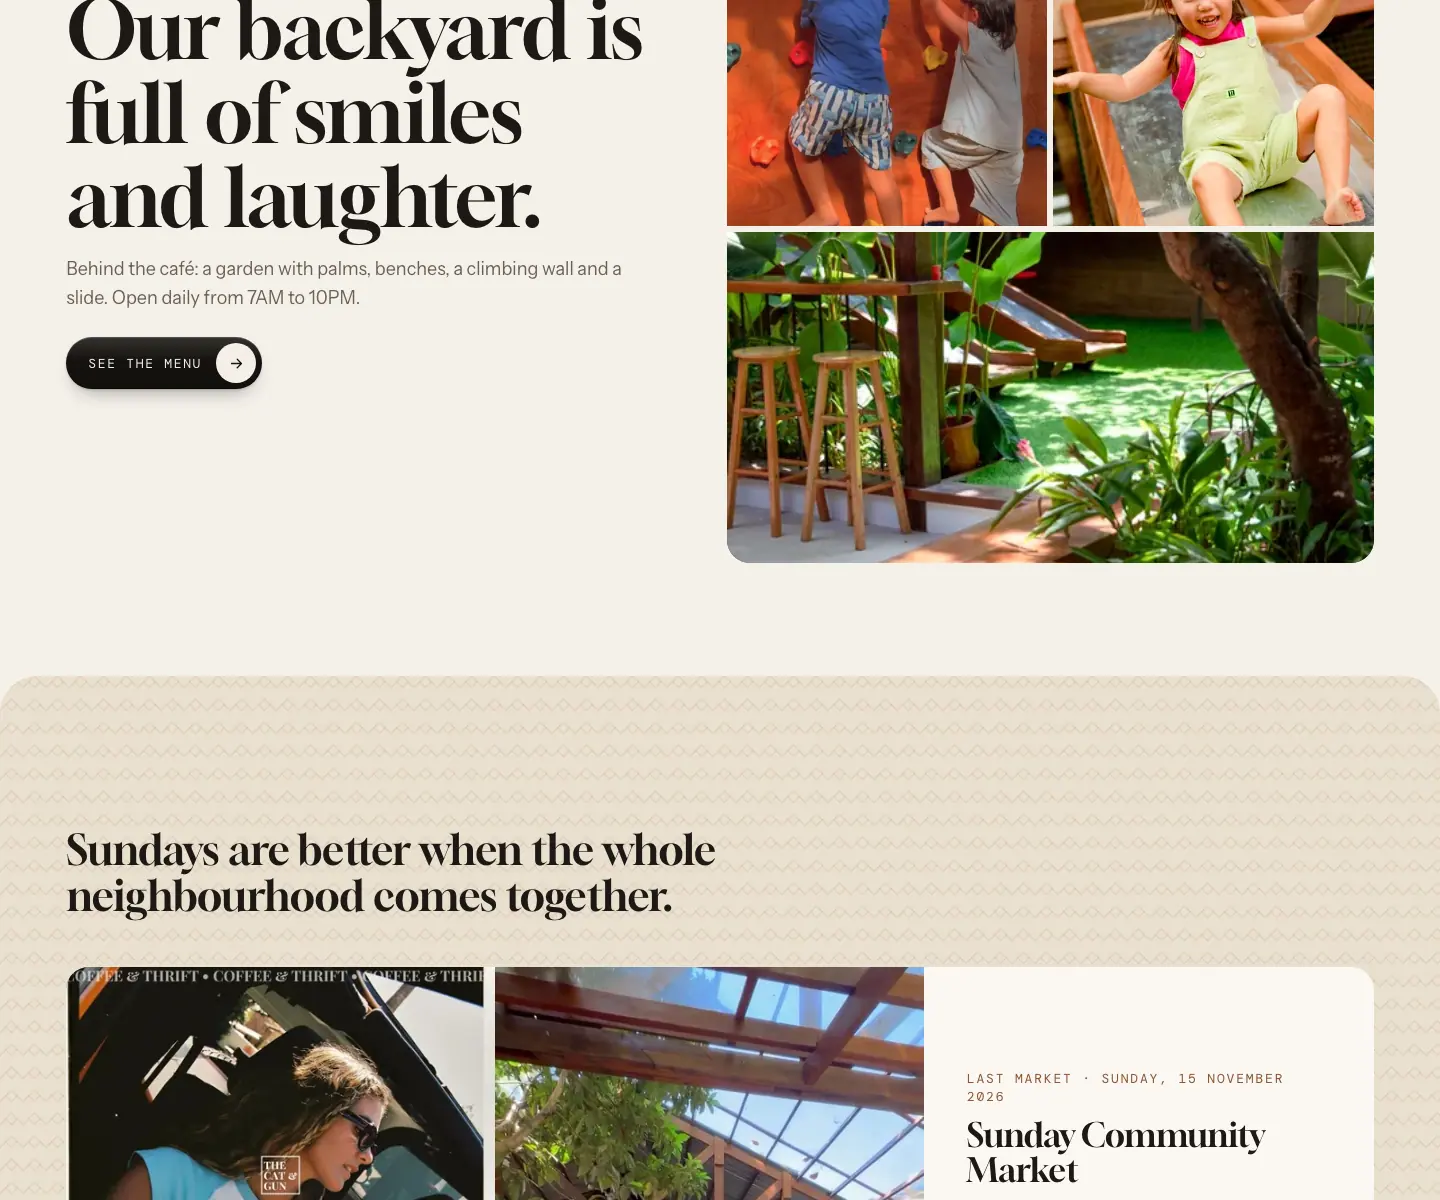 Our backyard is
full of smiles
and laughter.
Behind the café: a garden with palms, benches, a climbing wall and a
slide. Open daily from 7AM to 10PM.
SEE THE MENU →
Sundays are better when the whole
neighbourhood comes together.
COFFEE & THRIFT • COFFEE & THRIFT • COFFEE & THRIF
THE
CAT &
GUN
LAST MARKET · SUNDAY, 15 NOVEMBER
2026
Sunday Community
Market